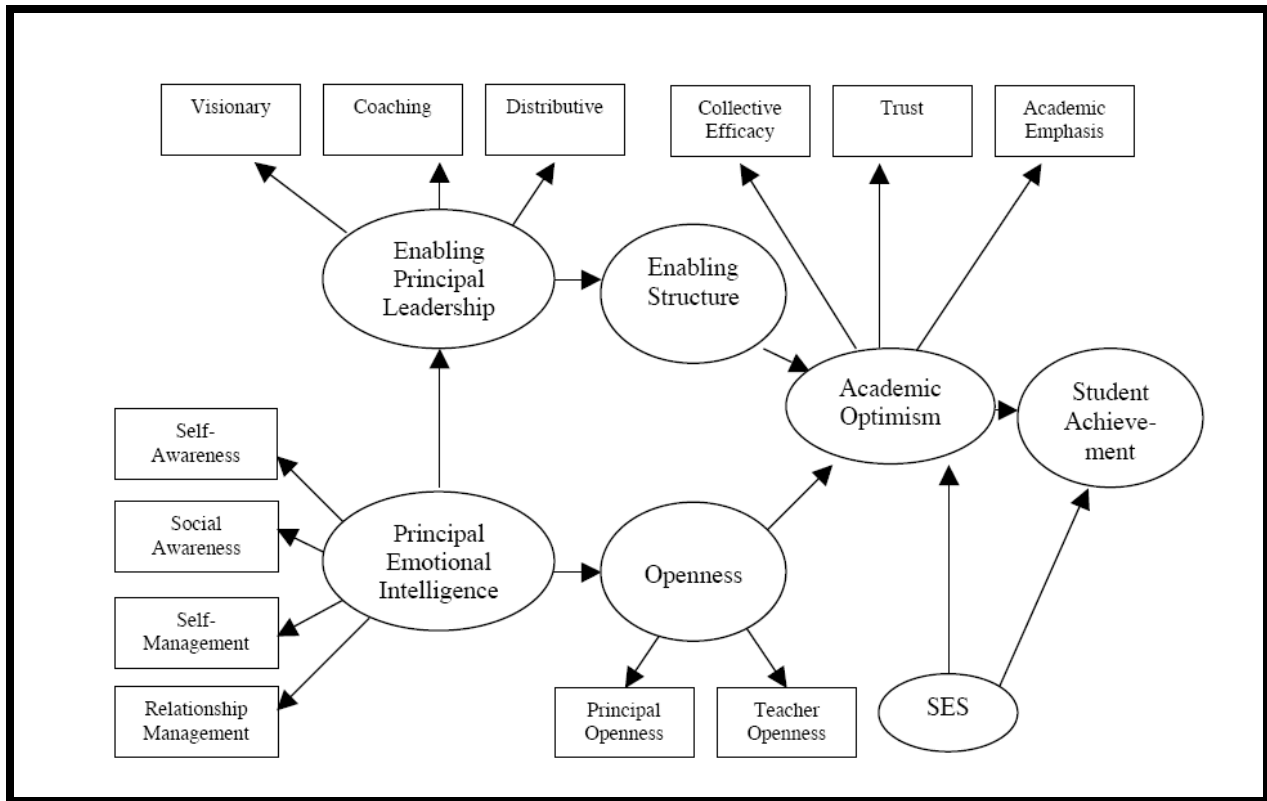 Visionary
Coaching
Distributive
Collective
Efficacy
Trust
Academic
Emphasis
Enabling
Principal
Leadership
Enabling
Structure
Academic
Optimism
Student
Achieve-
ment
Self-
Awareness
Social
Awareness
Self-
Management
Relationship
Management
Principal
Emotional
Intelligence
Openness
Principal
Openness
Teacher
Openness
SES